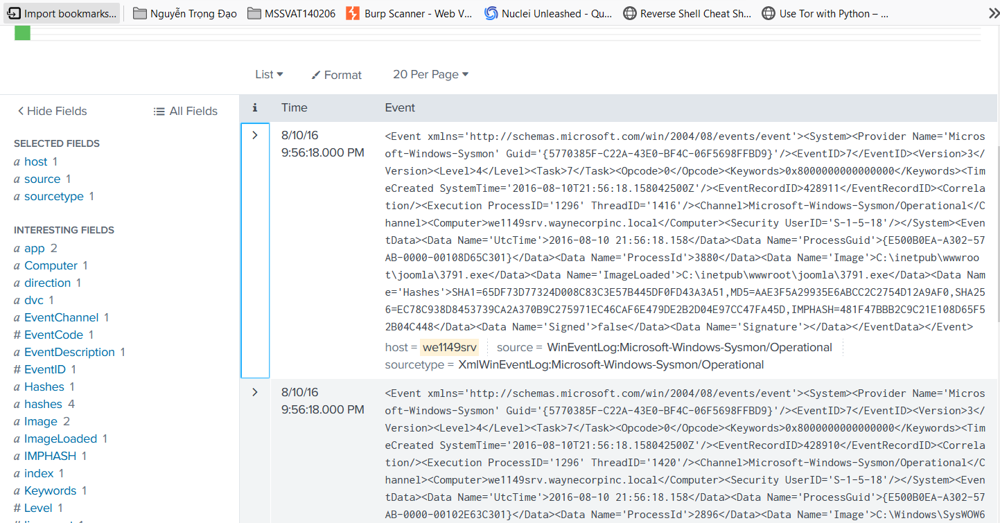 Import bookmarks... Nguyễn Trọng Đạo MSSVAT140206 Burp Scanner - Web V... Nuclei Unleashed - Qu... Reverse Shell Cheat Sh... Use Tor with Python – ...
List Format 20 Per Page
Hide Fields All Fields
SELECTED FIELDS
a host 1
a source 1
a sourcetype 1
INTERESTING FIELDS
a app 2
a Computer 1
a direction 1
a dvc 1
a EventChannel 1
# EventCode 1
a EventDescription 1
# EventID 1
a Hashes 1
a hashes 4
a Image 2
a ImageLoaded 1
a IMPHASH 1
a index 1
a Keywords 1
# Level 1
i Time Event
8/10/16
9:56:18.000 PM
<Event xmlns='http://schemas.microsoft.com/win/2004/08/events/event'><System><Provider Name='Micros
oft-Windows-Sysmon' Guid='{5770385F-C22A-43E0-BF4C-06F5698FFBD9}'/><EventID>7</EventID><Version>3</
Version><Level>4</Level><Task>7</Task><Opcode>0</Opcode><Keywords>0x8000000000000000</Keywords><Tim
eCreated SystemTime='2016-08-10T21:56:18.158042500Z'/><EventRecordID>428911</EventRecordID><Correla
tion/><Execution ProcessID='1296' ThreadID='1416'/><Channel>Microsoft-Windows-Sysmon/Operational</C
hannel><Computer>we1149srv.waynecorpinc.local</Computer><Security UserID='S-1-5-18'/></System><Even
tData><Data Name='UtcTime'>2016-08-10 21:56:18.158</Data><Data Name='ProcessGuid'>{E500B0EA-A302-57
AB-0000-00108D65C301}</Data><Data Name='ProcessId'>3880</Data><Data Name='Image'>C:\inetpub\wwwroo
t\joomla\3791.exe</Data><Data Name='ImageLoaded'>C:\inetpub\wwwroot\joomla\3791.exe</Data><Data Nam
e='Hashes'>SHA1=65DF73D77324D008C83C3E57B445DF0FD43A3A51,MD5=AAE3F5A29935E6ABCC2C2754D12A9AF0,SHA25
6=EC78C938D8453739CA2A370B9C275971EC46CAF6E479DE2B2D04E97CC47FA45D,IMPHASH=481F47BBB2C9C21E108D65F5
2B04C448</Data><Data Name='Signed'>false</Data><Data Name='Signature'></Data></EventData></Event>
host = we1149srv source = WinEventLog:Microsoft-Windows-Sysmon/Operational
sourcetype = XmlWinEventLog:Microsoft-Windows-Sysmon/Operational
8/10/16
9:56:18.000 PM
<Event xmlns='http://schemas.microsoft.com/win/2004/08/events/event'><System><Provider Name='Micros
oft-Windows-Sysmon' Guid='{5770385F-C22A-43E0-BF4C-06F5698FFBD9}'/><EventID>7</EventID><Version>3</
Version><Level>4</Level><Task>7</Task><Opcode>0</Opcode><Keywords>0x8000000000000000</Keywords><Tim
eCreated SystemTime='2016-08-10T21:56:18.158042500Z'/><EventRecordID>428910</EventRecordID><Correla
tion/><Execution ProcessID='1296' ThreadID='1420'/><Channel>Microsoft-Windows-Sysmon/Operational</C
hannel><Computer>we1149srv.waynecorpinc.local</Computer><Security UserID='S-1-5-18'/></System><Even
tData><Data Name='UtcTime'>2016-08-10 21:56:18.158</Data><Data Name='ProcessGuid'>{E500B0EA-A302-57
AB-0000-00102E63C301}</Data><Data Name='ProcessId'>2896</Data><Data Name='Image'>C:\Windows\SysWOW6